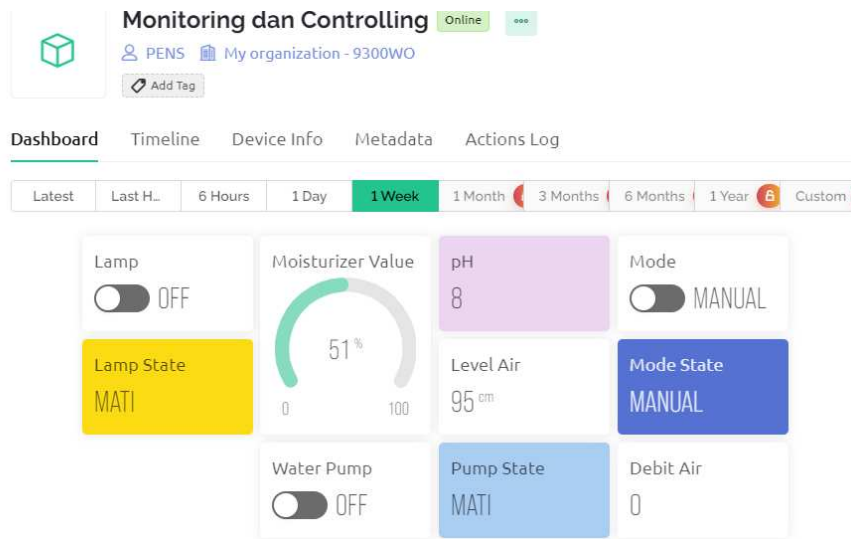 Monitoring dan Controlling Online
PENS My organization - 9300WO
Add Tag
Dashboard Timeline Device Info Metadata Actions Log
Latest Last H... 6 Hours 1 Day 1 Week 1 Month 3 Months 6 Months 1 Year Custom
Lamp Moisturizer Value pH Mode
OFF 8 MANUAL
51 %
Lamp State Level Air Mode State
MATI 0 100 95 cm MANUAL
Water Pump Pump State Debit Air
OFF MATI 0